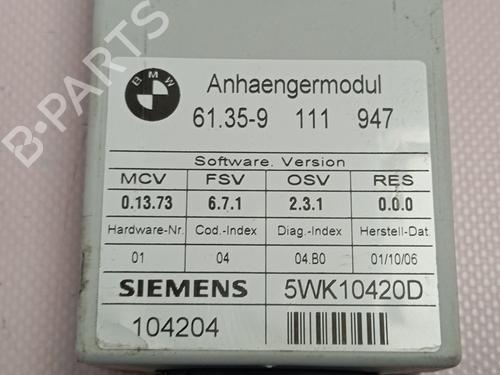 B-PARTS
BMW
Anhaengermodul
61.35-9 111 947
Software. Version
MCV FSV OSV RES
0.13.73 6.7.1 2.3.1 0.0.0
Hardware-Nr. Cod.-Index Diag.-Index Herstell-Dat.
01 04 04.B0 01/10/06
SIEMENS 5WK10420D
104204